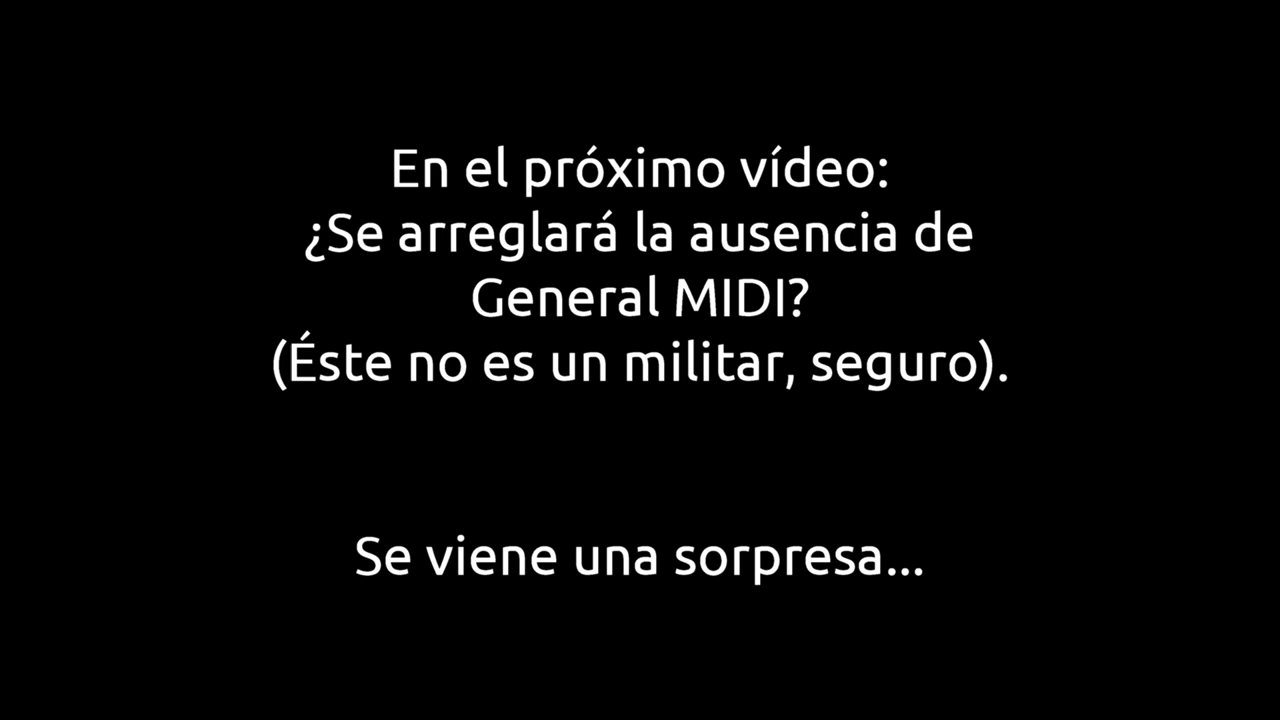 En el próximo vídeo:
¿Se arreglará la ausencia de
General MIDI?
(Éste no es un militar, seguro).
Se viene una sorpresa...